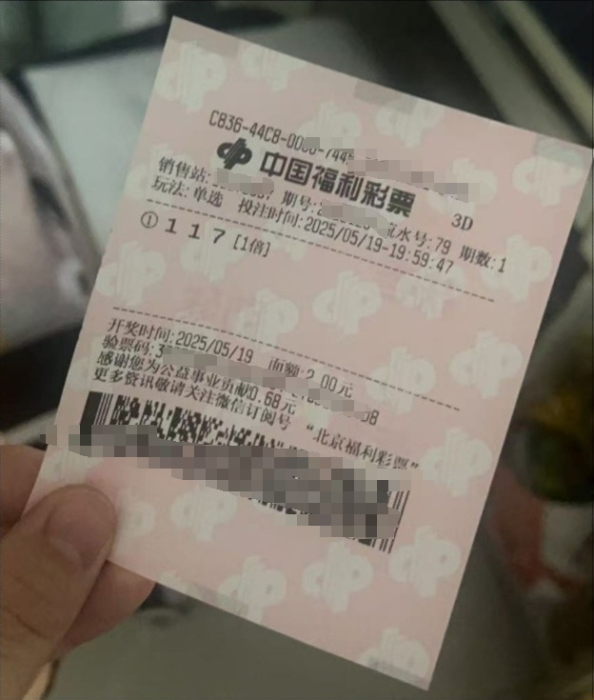 C836-44C8-00
中国福利彩票
3D
销售站: 期号: 水号:79 期数:1
玩法:单选 投注时间:2025/05/19-19:59:47
① 1 1 7 [1倍]
开奖时间:2025/05/19 面额:2.00元
验票码:3
感谢您为公益事业贡献0.68元
更多资讯敬请关注微信订阅号 “北京福利彩票”